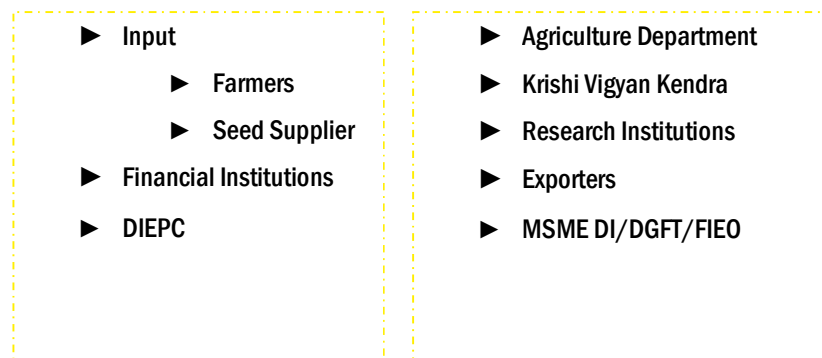 ► Input
► Farmers
► Seed Supplier
► Financial Institutions
► DIEPC
► Agriculture Department
► Krishi Vigyan Kendra
► Research Institutions
► Exporters
► MSME DI/DGFT/FIEO